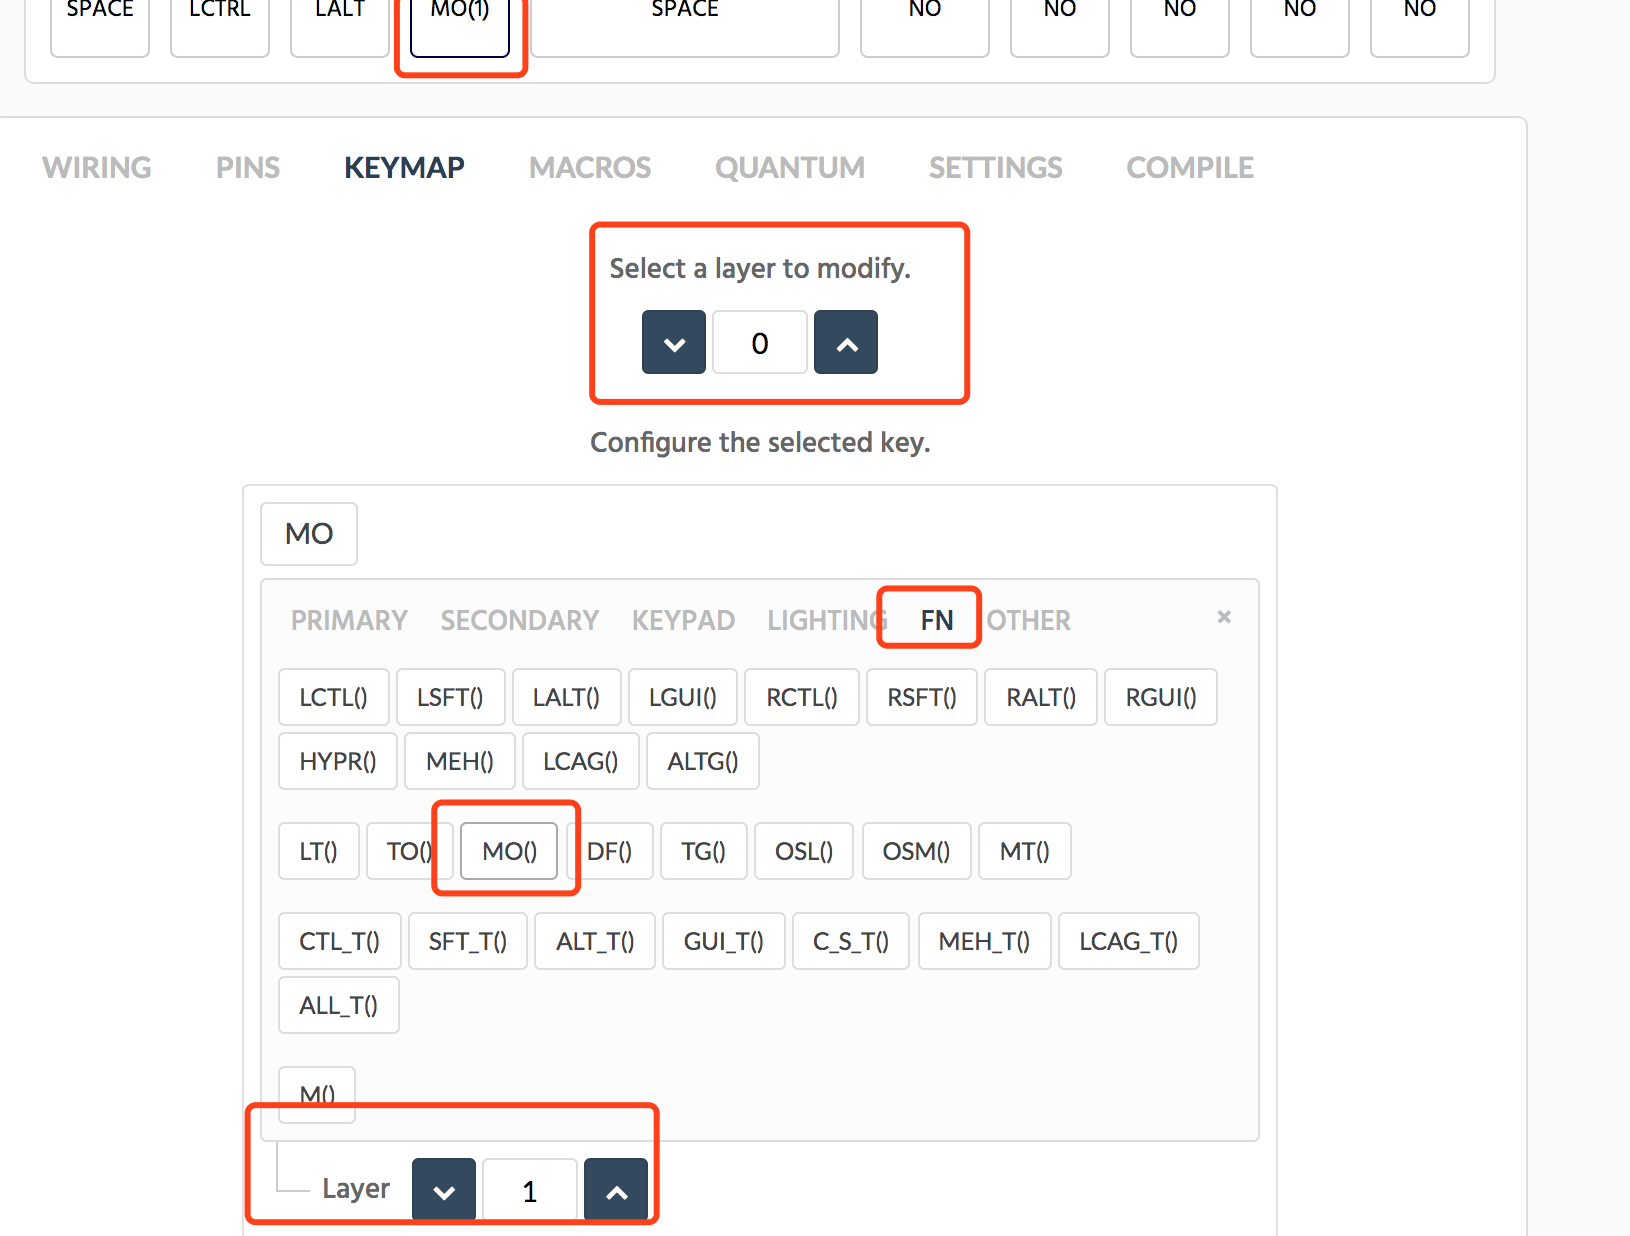 SPACE LCTRL LALT MO(1) SPACE NO NO NO NO NO
WIRING PINS KEYMAP MACROS QUANTUM SETTINGS COMPILE
Select a layer to modify.
0
Configure the selected key.
MO
PRIMARY SECONDARY KEYPAD LIGHTING FN OTHER ×
LCTL() LSFT() LALT() LGUI() RCTL() RSFT() RALT() RGUI()
HYPR() MEH() LCAG() ALTG()
LT() TO() MO() DF() TG() OSL() OSM() MT()
CTL_T() SFT_T() ALT_T() GUI_T() C_S_T() MEH_T() LCAG_T()
ALL_T()
M()
Layer 1